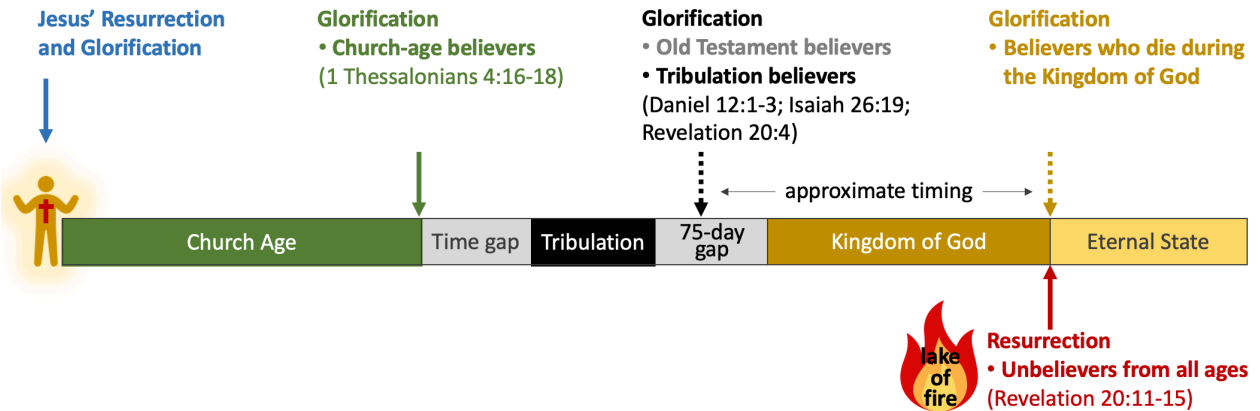 Jesus’ Resurrection
and Glorification
Glorification
• Church-age believers
(1 Thessalonians 4:16-18)
Glorification
• Old Testament believers
• Tribulation believers
(Daniel 12:1-3; Isaiah 26:19;
Revelation 20:4)
Glorification
• Believers who die during
the Kingdom of God
approximate timing
Church Age
Time gap
Tribulation
75-day
gap
Kingdom of God
Eternal State
lake
of
fire
Resurrection
• Unbelievers from all ages
(Revelation 20:11-15)